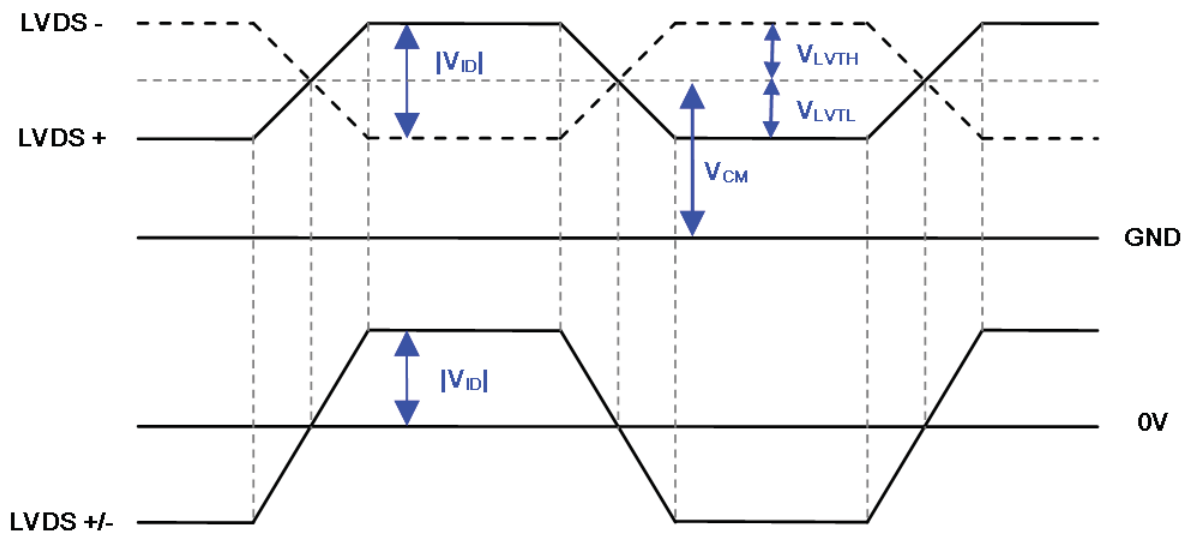 LVDS -
|VID|
VLVTH
LVDS +
VLVTL
VCM
GND
|VID|
0V
LVDS +/-